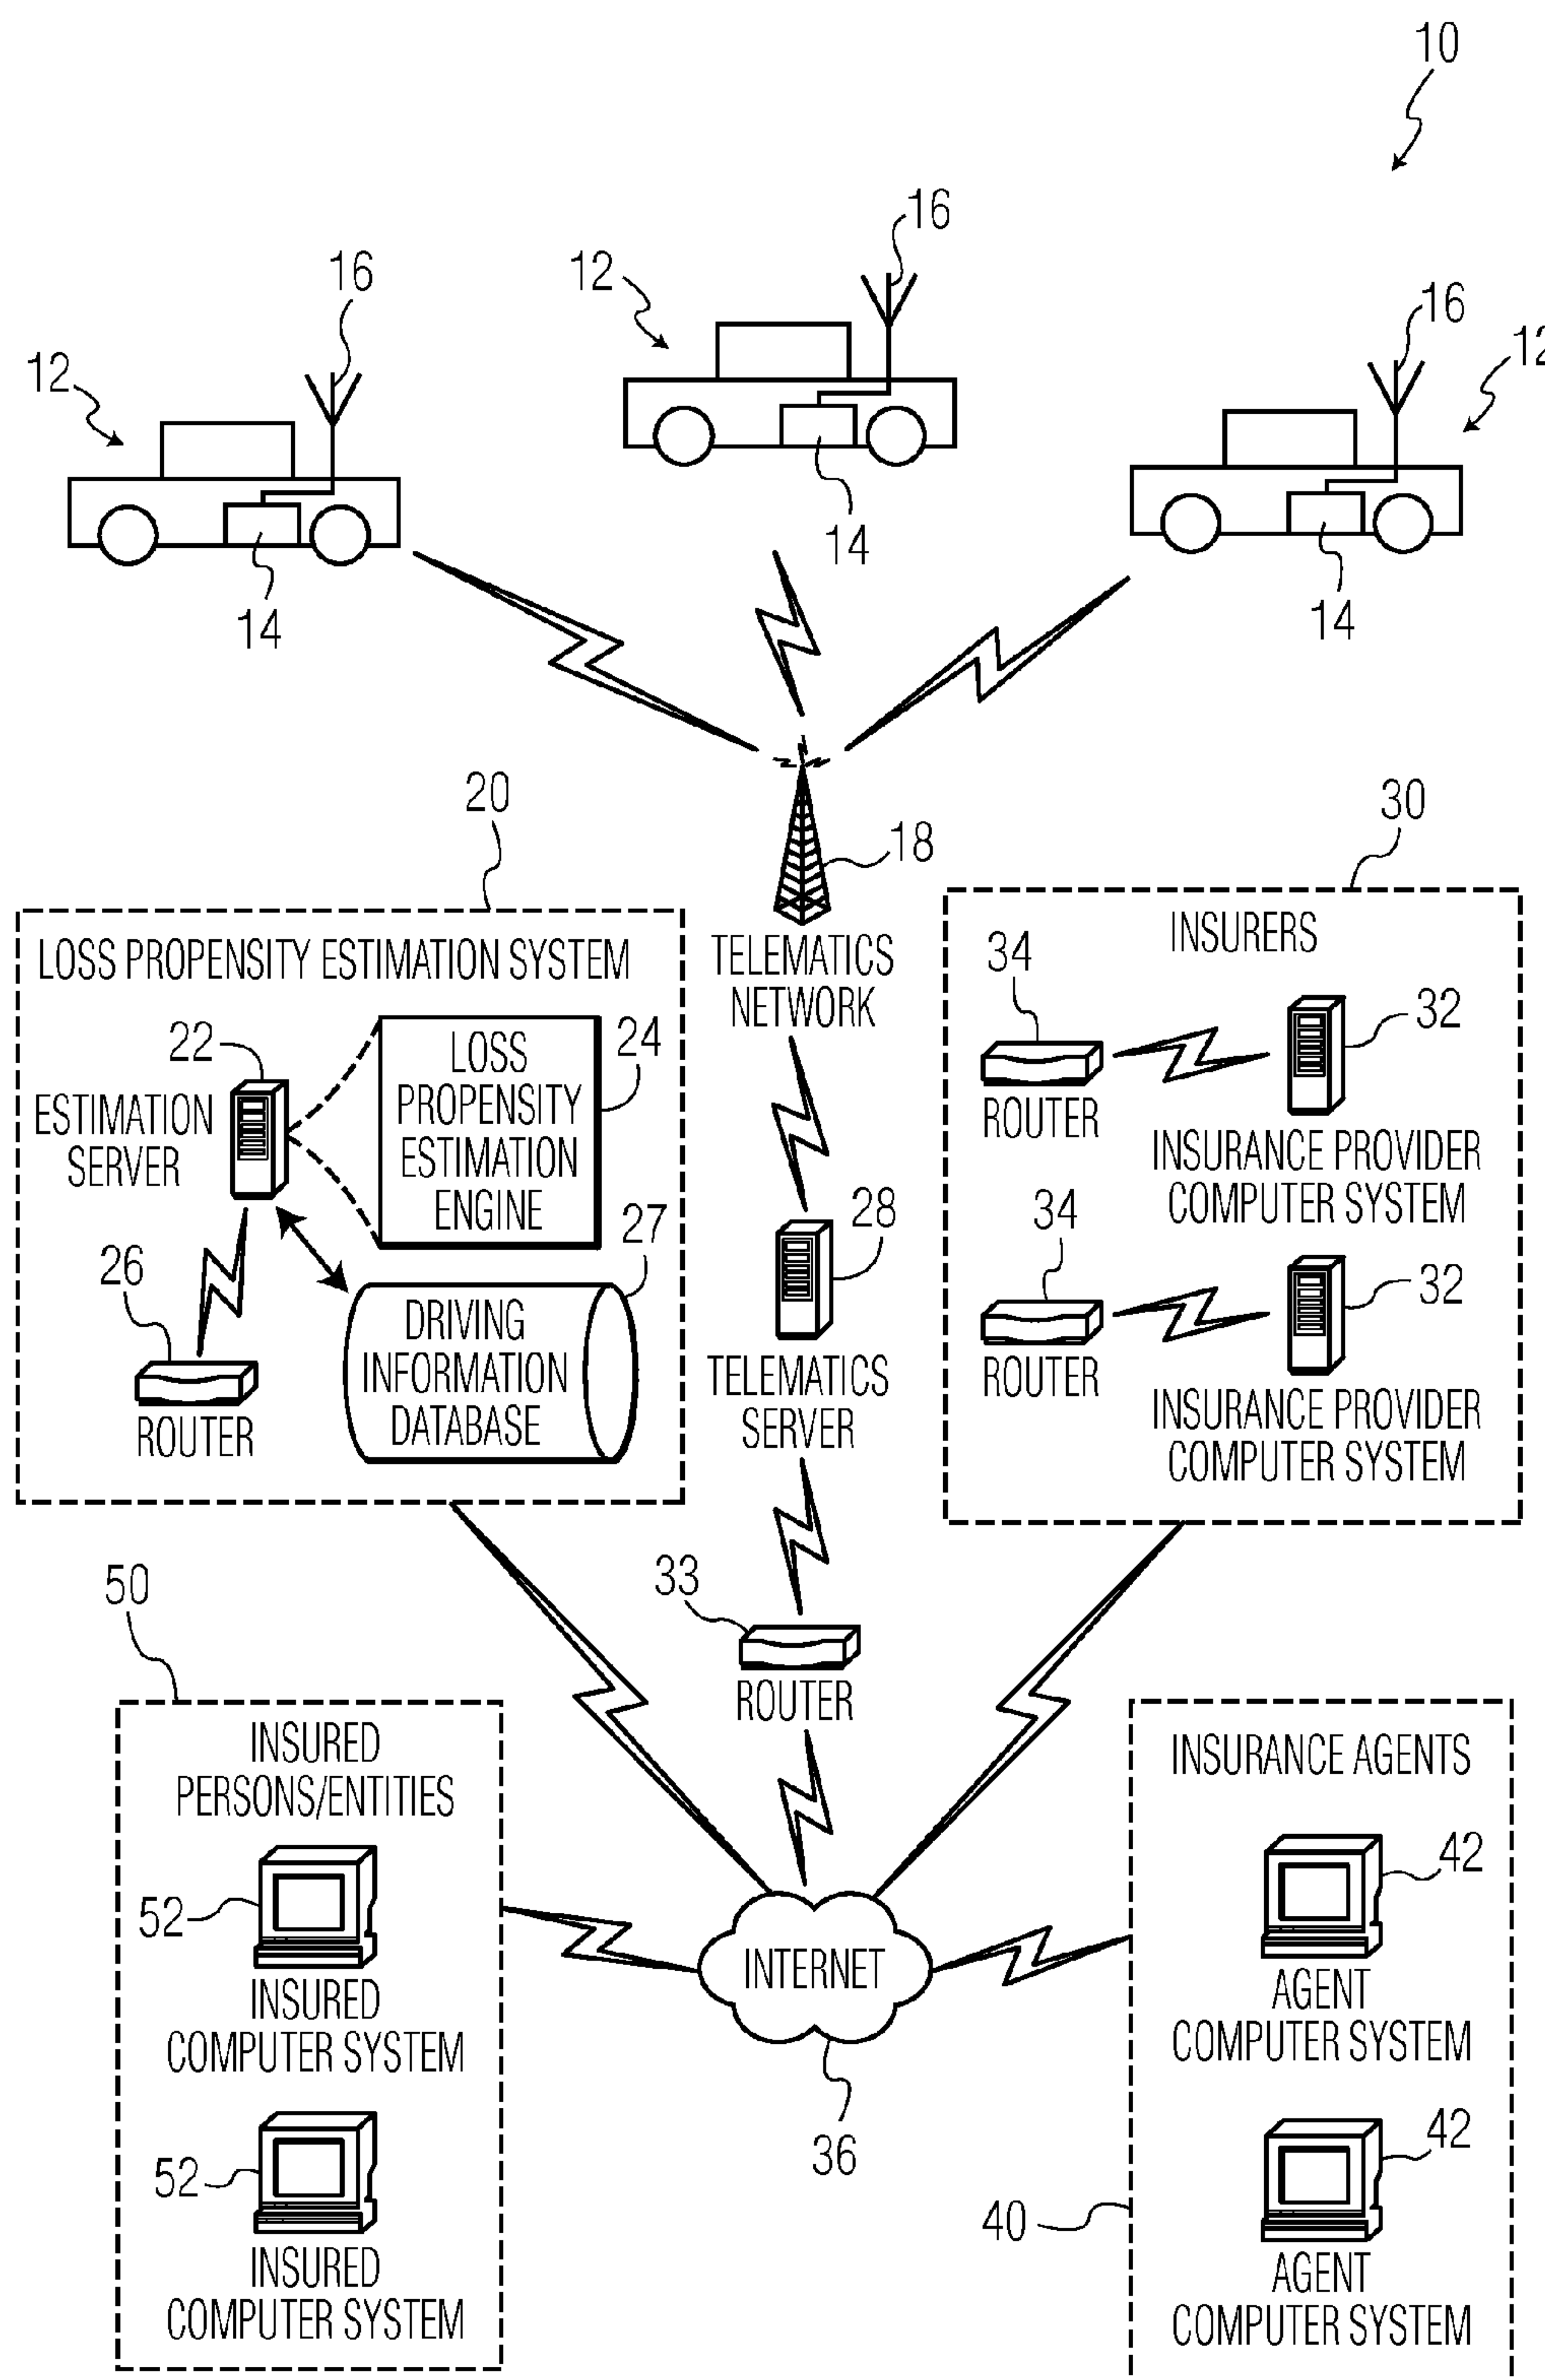 10
16
12
16
16
12
12
14
14
14
20
30
18
LOSS PROPENSITY ESTIMATION SYSTEM
22
ESTIMATION
SERVER
LOSS
PROPENSITY
ESTIMATION
ENGINE
24
26
ROUTER
27
DRIVING
INFORMATION
DATABASE
TELEMATICS
NETWORK
28
TELEMATICS
SERVER
INSURERS
34
ROUTER
32
INSURANCE PROVIDER
COMPUTER SYSTEM
34
ROUTER
32
INSURANCE PROVIDER
COMPUTER SYSTEM
33
ROUTER
50
INSURED
PERSONS/ENTITIES
52
INSURED
COMPUTER SYSTEM
52
INSURED
COMPUTER SYSTEM
INTERNET
36
INSURANCE AGENTS
42
AGENT
COMPUTER SYSTEM
42
40
AGENT
COMPUTER SYSTEM